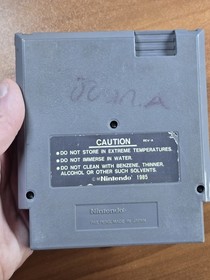 CAUTION
•DO NOT STORE IN EXTREME TEMPERATURES.
•DO NOT IMMERSE IN WATER.
•DO NOT CLEAN WITH BENZENE, THINNER,
ALCOHOL OR OTHER SUCH SOLVENTS.
©Nintendo 1985
Nintendo